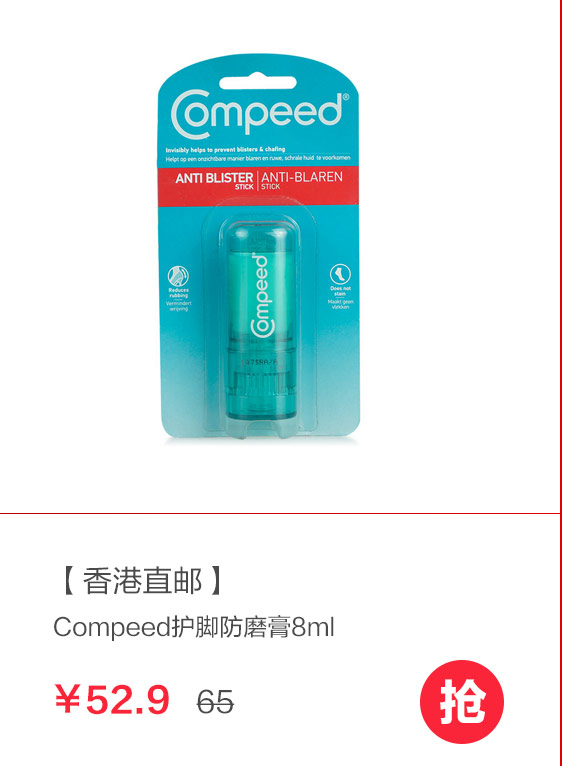 Compeed®
Invisibly helps to prevent blisters & chafing
Helpt op een onzichtbare manier blaren en ruwe, schrale huid te voorkomen
ANTI BLISTER STICK
ANTI-BLAREN STICK
Reduces
rubbing
Vermindert
wrijving
Does not
stain
Maakt geen
vlekken
Compeed®
【香港直邮】
Compeed护脚防磨膏8ml
¥52.9 65
抢